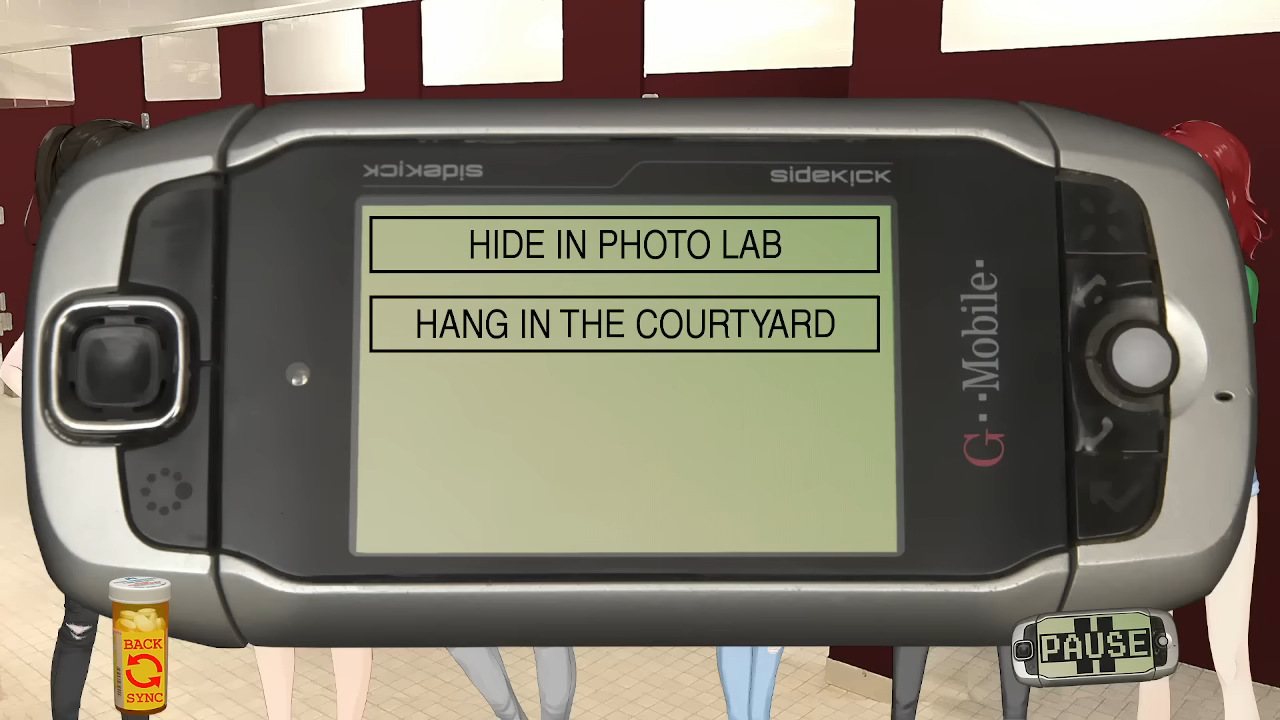 sidekick
sidekick
HIDE IN PHOTO LAB
HANG IN THE COURTYARD
G··Mobile·
BACK
SYNC
PAUSE